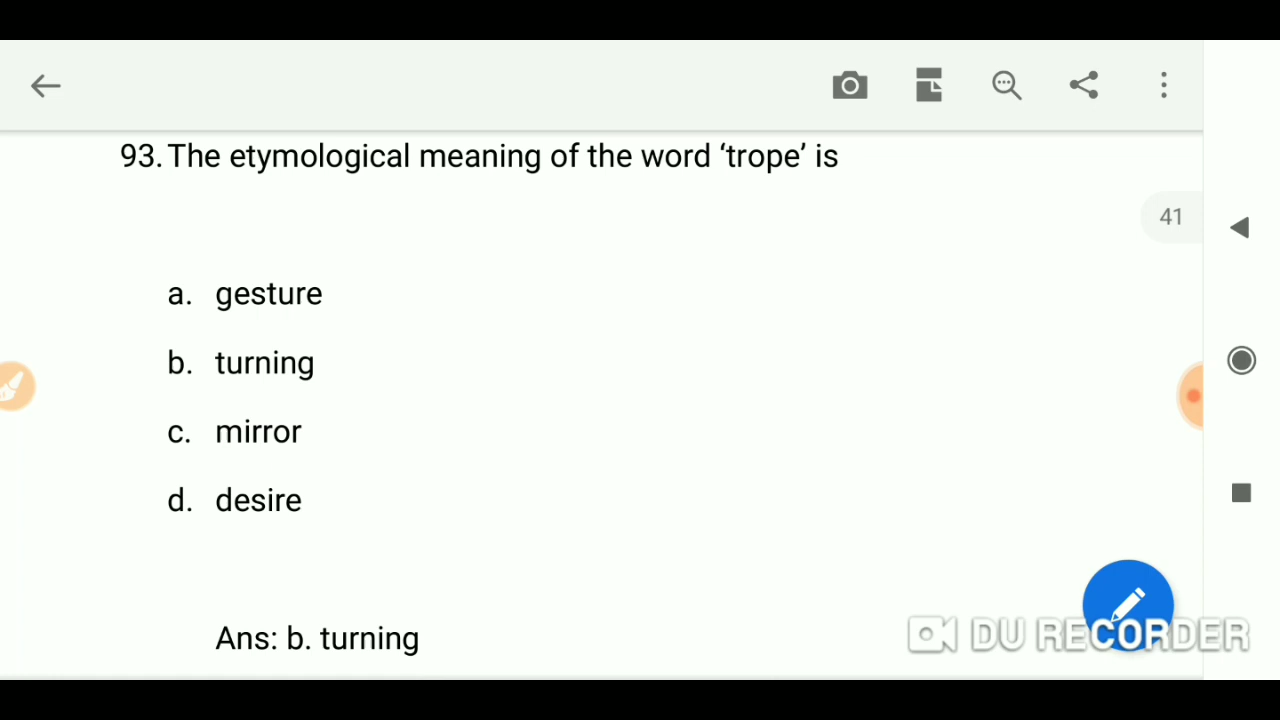 93. The etymological meaning of the word ‘trope’ is
41
a. gesture
b. turning
c. mirror
d. desire
Ans: b. turning
DU RECORDER